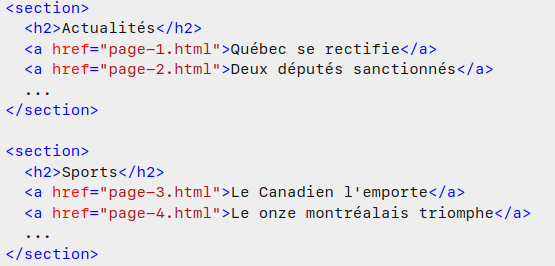 <section>
  <h2>Actualités</h2>
  <a href="page-1.html">Québec se rectifie</a>
  <a href="page-2.html">Deux députés sanctionnés</a>
  ...
</section>

<section>
  <h2>Sports</h2>
  <a href="page-3.html">Le Canadien l'emporte</a>
  <a href="page-4.html">Le onze montréalais triomphe</a>
  ...
</section>